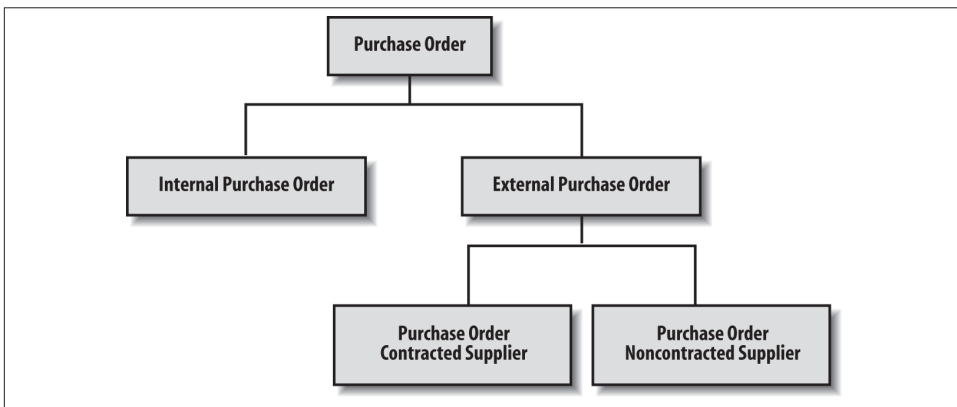 Purchase Order
Internal Purchase Order
External Purchase Order
Purchase Order
Contracted Supplier
Purchase Order
Noncontracted Supplier